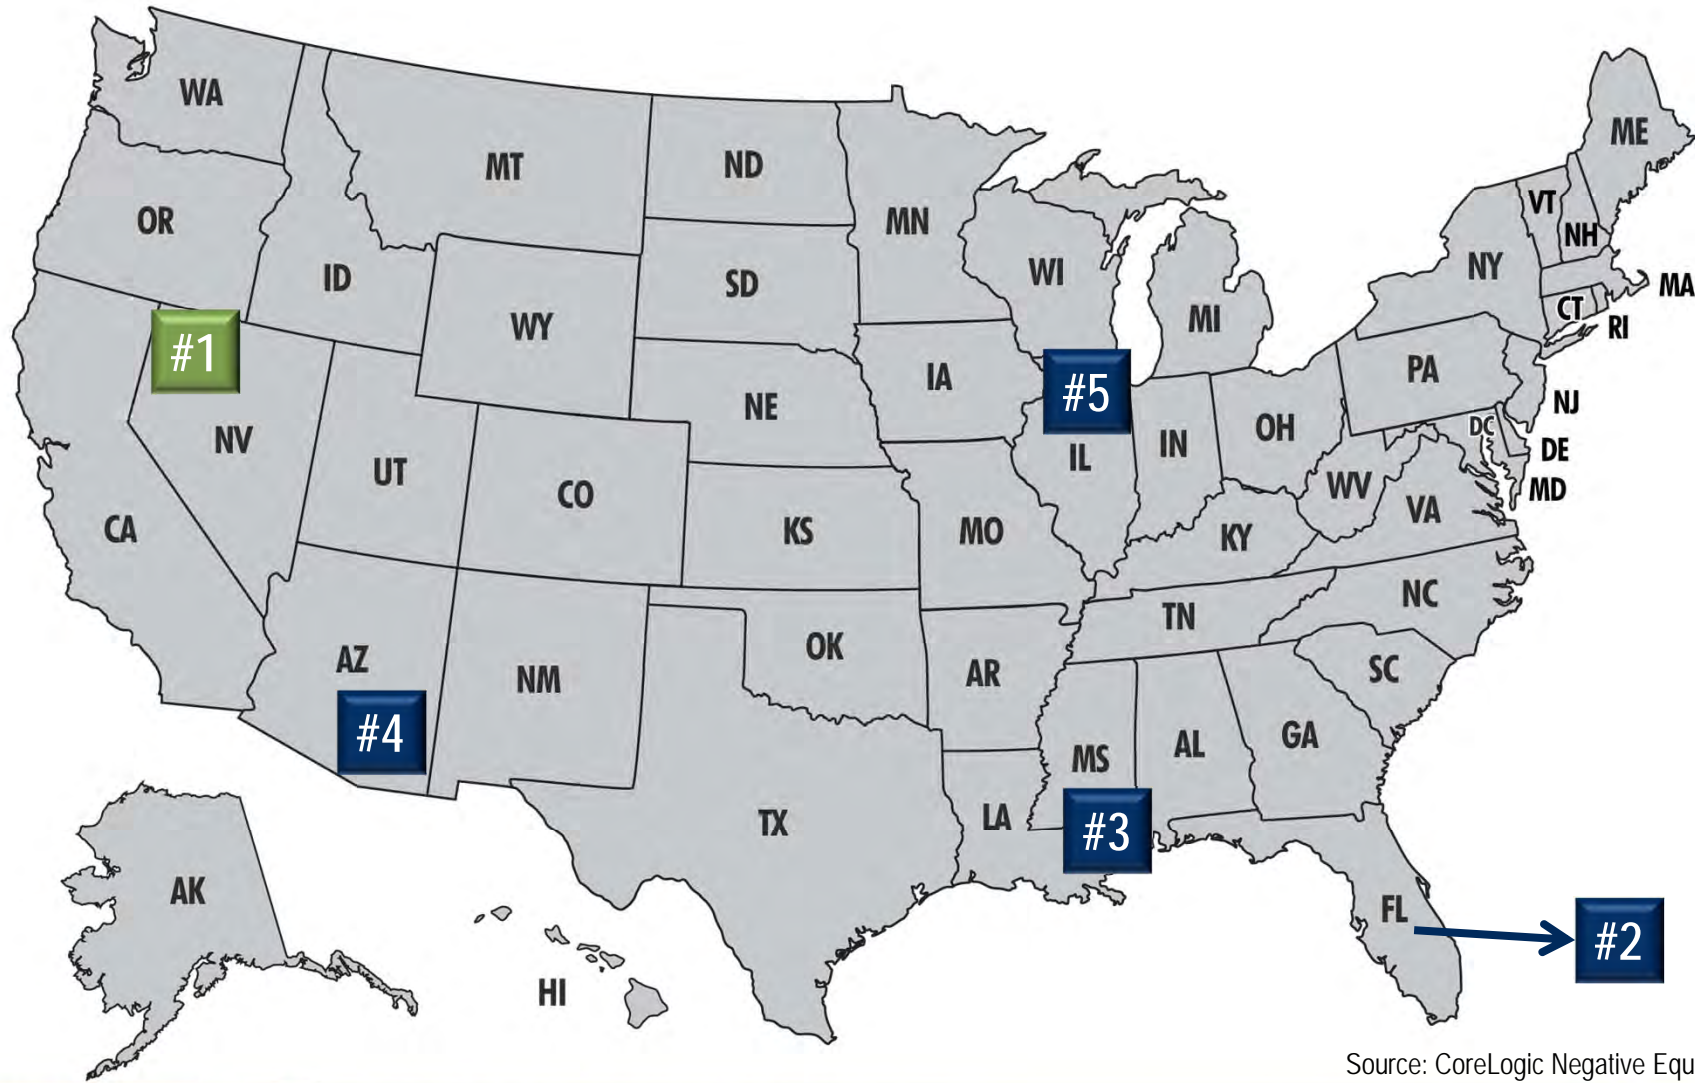 WA
ME
MT
ND
VT
OR
MN
NH
NY
ID
SD
WI
MA
CT
WY
MI
RI
#1
PA
IA
#5
NE
NJ
OH
DC
NV
IN
DE
IL
UT
WV
MD
CO
VA
CA
KS
MO
KY
NC
TN
OK
AZ
SC
NM
AR
#4
GA
AL
MS
LA
TX
#3
AK
FL
#2
HI
Source: CoreLogic Negative Equ